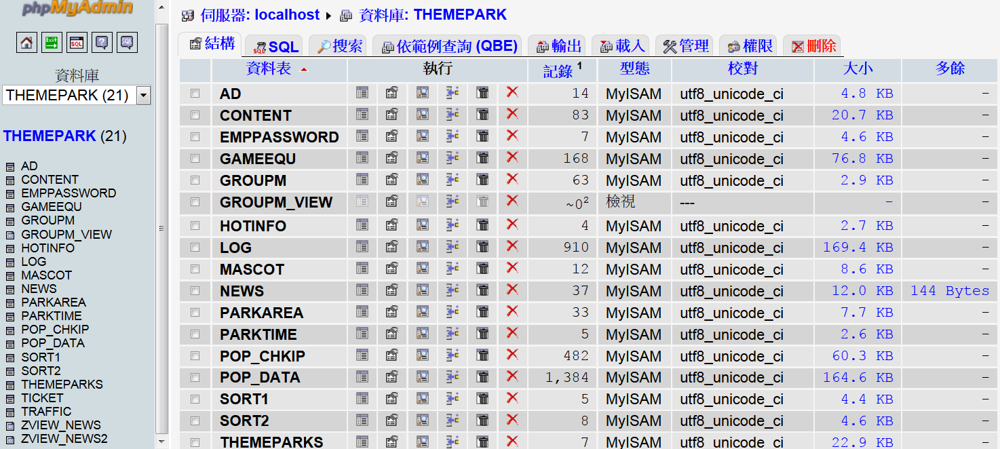 phpMyAdmin
資料庫
THEMEPARK (21)
THEMEPARK (21)
AD
CONTENT
EMPPASSWORD
GAMEEQU
GROUPM
GROUPM_VIEW
HOTINFO
LOG
MASCOT
NEWS
PARKAREA
PARKTIME
POP_CHKIP
POP_DATA
SORT1
SORT2
THEMEPARKS
TICKET
TRAFFIC
ZVIEW_NEWS
ZVIEW_NEWS2
伺服器: localhost ▸ 資料庫: THEMEPARK
結構 SQL 搜索 依範例查詢 (QBE) 輸出 載入 管理 權限 刪除
資料表 執行 記錄 1 型態 校對 大小 多餘
AD 14 MyISAM utf8_unicode_ci 4.8 KB -
CONTENT 83 MyISAM utf8_unicode_ci 20.7 KB -
EMPPASSWORD 7 MyISAM utf8_unicode_ci 4.6 KB -
GAMEEQU 168 MyISAM utf8_unicode_ci 76.8 KB -
GROUPM 63 MyISAM utf8_unicode_ci 2.9 KB -
GROUPM_VIEW ~0² 檢視 --- - -
HOTINFO 4 MyISAM utf8_unicode_ci 2.7 KB -
LOG 910 MyISAM utf8_unicode_ci 169.4 KB -
MASCOT 12 MyISAM utf8_unicode_ci 8.6 KB -
NEWS 37 MyISAM utf8_unicode_ci 12.0 KB 144 Bytes
PARKAREA 33 MyISAM utf8_unicode_ci 7.7 KB -
PARKTIME 5 MyISAM utf8_unicode_ci 2.6 KB -
POP_CHKIP 482 MyISAM utf8_unicode_ci 60.3 KB -
POP_DATA 1,384 MyISAM utf8_unicode_ci 164.6 KB -
SORT1 5 MyISAM utf8_unicode_ci 4.4 KB -
SORT2 8 MyISAM utf8_unicode_ci 4.6 KB -
THEMEPARKS 7 MyISAM utf8_unicode_ci 22.9 KB -